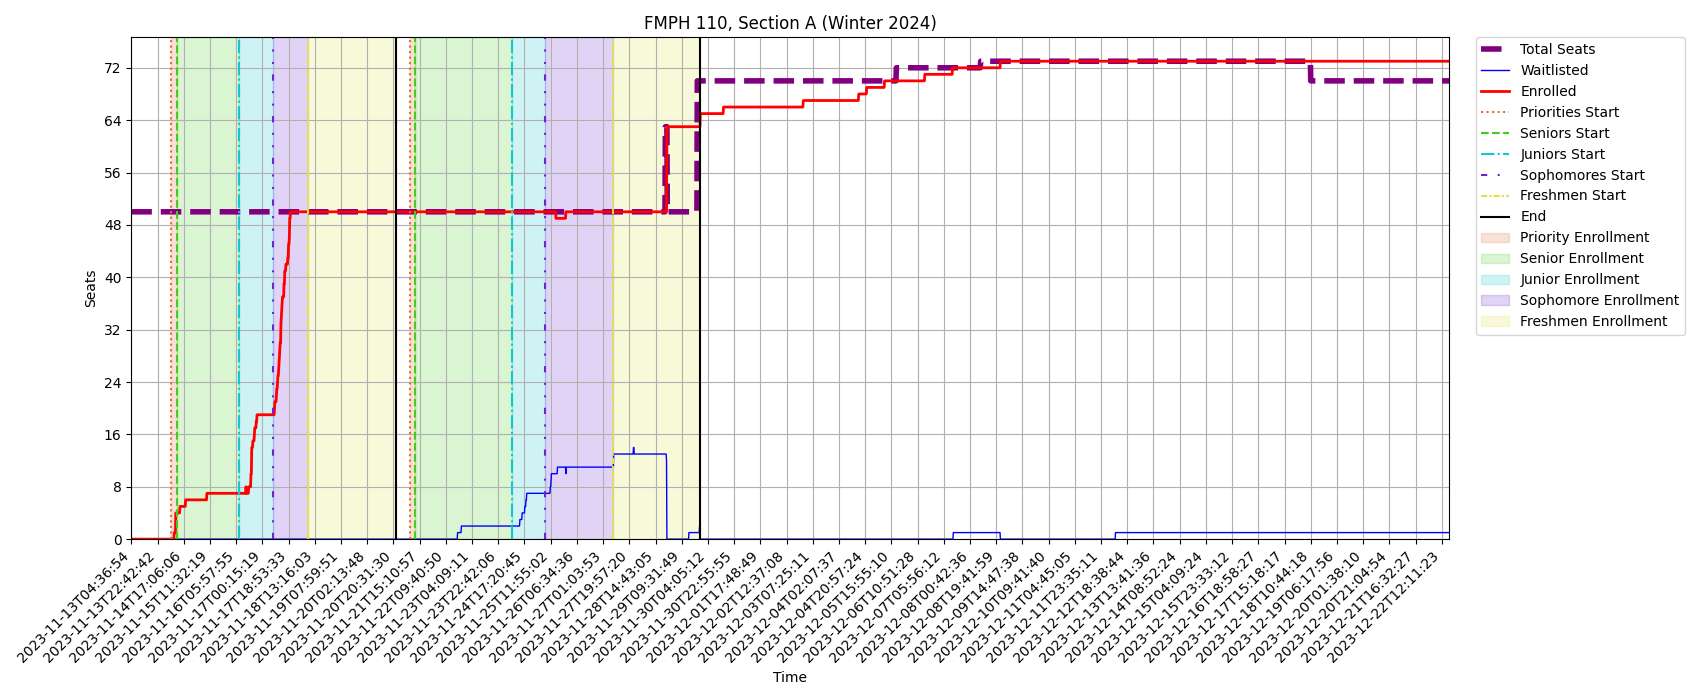 FMPH 110, Section A (Winter 2024)
Total Seats
Waitlisted
Enrolled
Priorities Start
Seniors Start
Juniors Start
Sophomores Start
Freshmen Start
End
Priority Enrollment
Senior Enrollment
Junior Enrollment
Sophomore Enrollment
Freshmen Enrollment
Seats
72
64
56
48
40
32
24
16
8
0
2023-11-13T04:36:54
2023-11-13T22:42:42
2023-11-14T17:06:06
2023-11-15T11:32:19
2023-11-16T05:57:55
2023-11-17T00:15:19
2023-11-17T18:53:33
2023-11-18T13:16:03
2023-11-19T07:59:51
2023-11-20T02:13:48
2023-11-20T20:31:30
2023-11-21T15:10:57
2023-11-22T09:40:50
2023-11-23T04:09:11
2023-11-23T22:42:06
2023-11-24T17:20:45
2023-11-25T11:55:02
2023-11-26T06:34:36
2023-11-27T01:03:53
2023-11-27T19:57:20
2023-11-28T14:43:05
2023-11-29T09:31:49
2023-11-30T04:05:12
2023-11-30T22:55:55
2023-12-01T17:48:49
2023-12-02T12:37:08
2023-12-03T07:25:11
2023-12-04T02:07:37
2023-12-04T20:57:24
2023-12-05T15:55:10
2023-12-06T10:51:28
2023-12-07T05:56:12
2023-12-08T00:42:36
2023-12-08T19:41:59
2023-12-09T14:47:38
2023-12-10T09:41:40
2023-12-11T04:45:05
2023-12-11T23:35:11
2023-12-12T18:38:44
2023-12-13T13:41:36
2023-12-14T08:52:24
2023-12-15T04:09:24
2023-12-15T23:33:12
2023-12-16T18:58:27
2023-12-17T15:18:17
2023-12-18T10:44:18
2023-12-19T06:17:56
2023-12-20T01:38:10
2023-12-20T21:04:54
2023-12-21T16:32:27
2023-12-22T12:11:23
Time